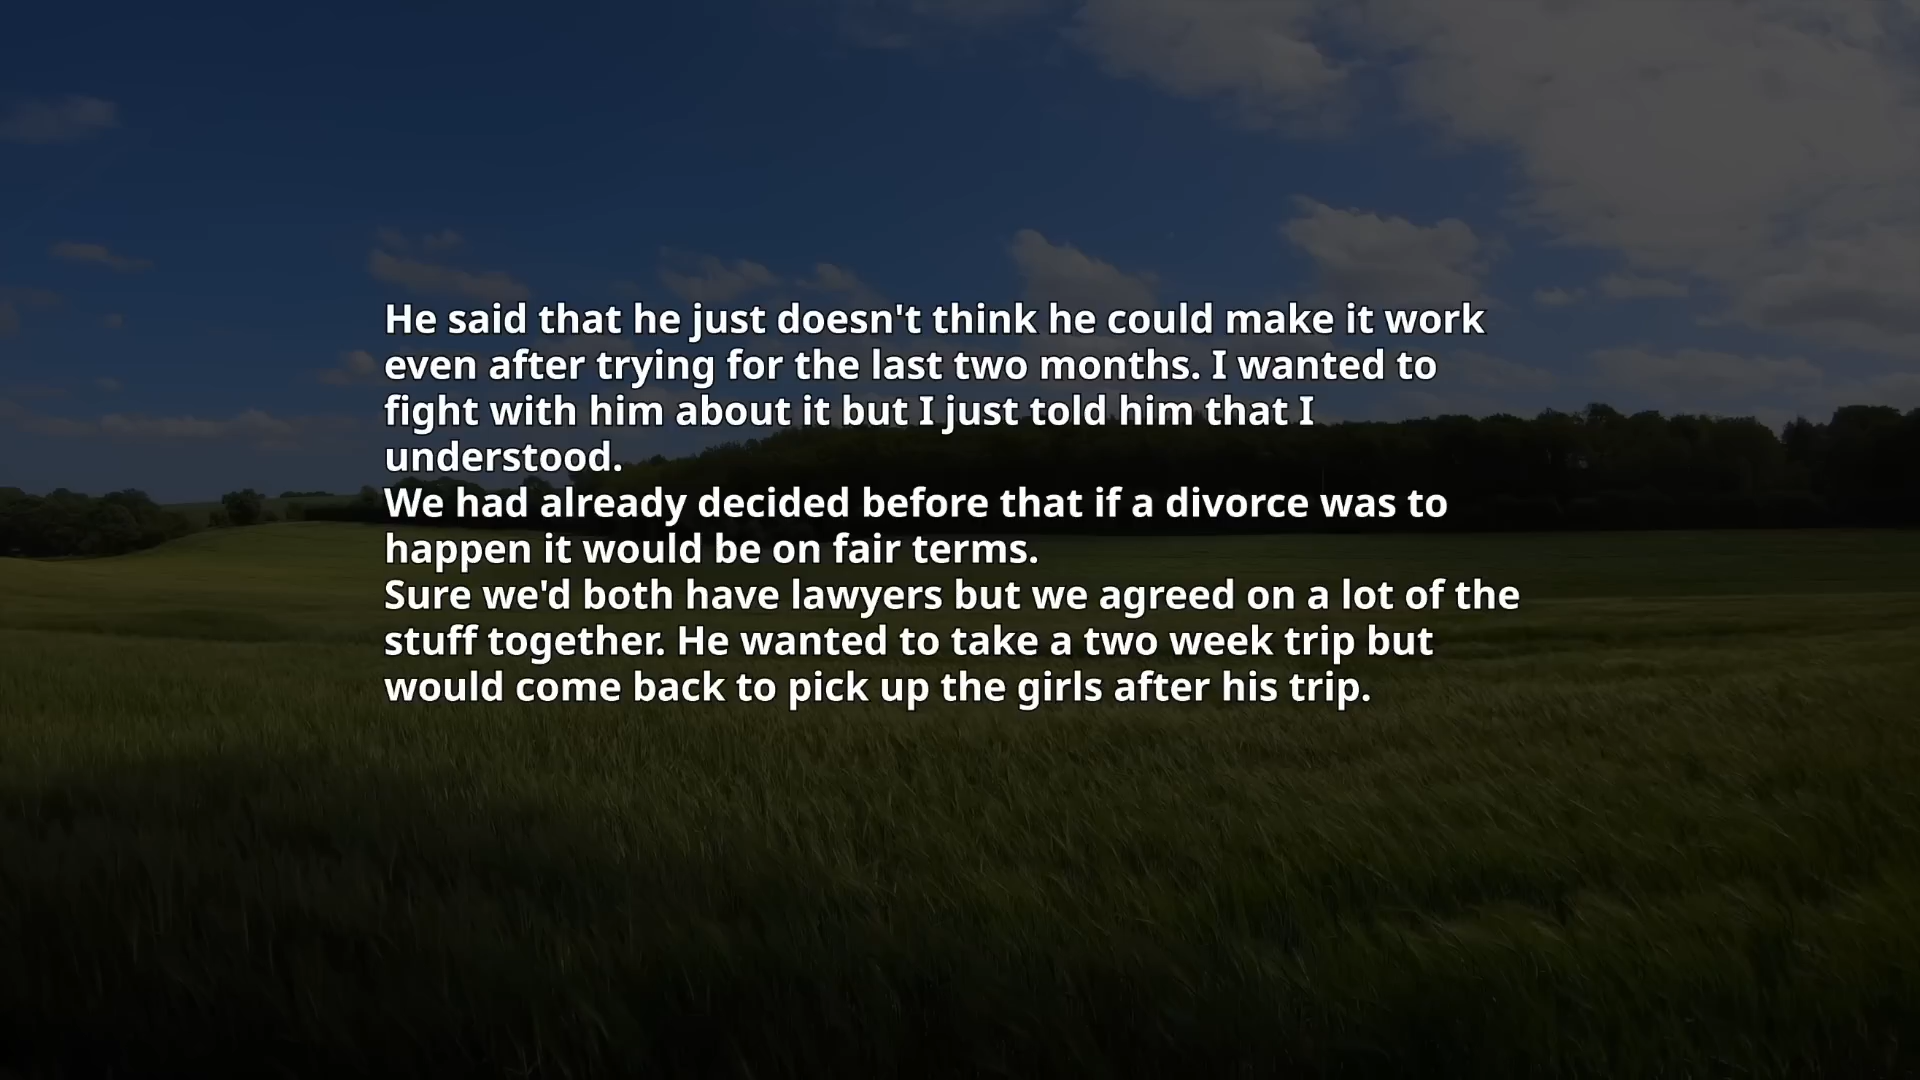 He said that he just doesn't think he could make it work
even after trying for the last two months. I wanted to
fight with him about it but I just told him that I
understood.
We had already decided before that if a divorce was to
happen it would be on fair terms.
Sure we'd both have lawyers but we agreed on a lot of the
stuff together. He wanted to take a two week trip but
would come back to pick up the girls after his trip.